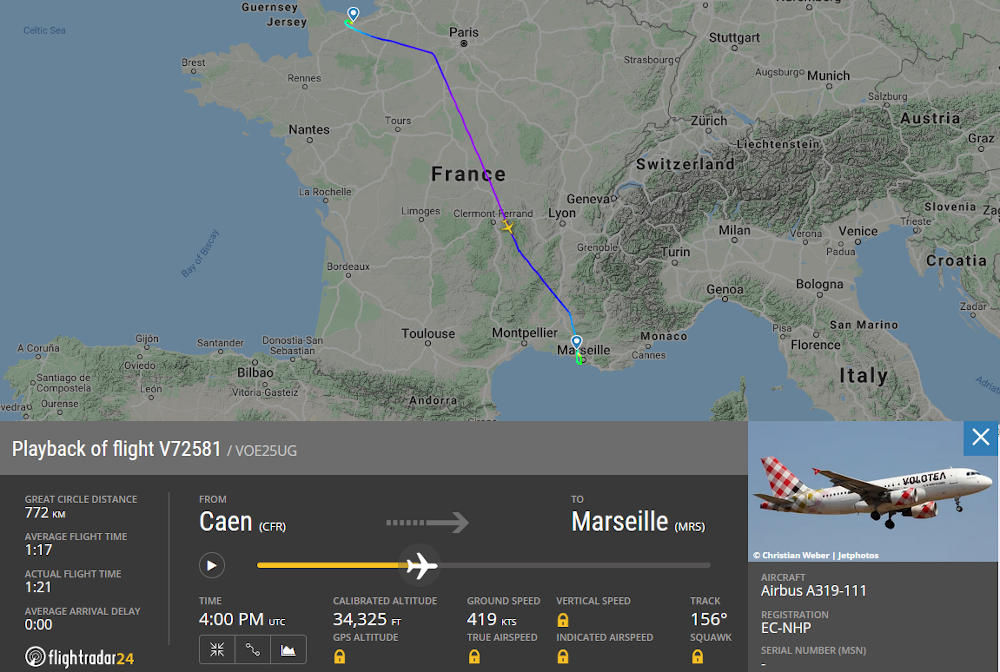 Guernsey
Jersey
Celtic Sea
Paris
Nuremberg
Stuttgart
Strasbourg
Brest
Rennes
Augsburg
Munich
Salzburg
Tours
Nantes
Zürich
Austria
Liechtenstein
Graz
France
Switzerland
La Rochelle
Geneva
Limoges
Clermont Ferrand
Lyon
Slovenia
Trieste
Bay of Biscay
Grenoble
Milan
Verona
Venice
Padua
Turin
Croatia
Bordeaux
Genoa
Bologna
Zadar
Toulouse
Montpellier
Monaco
San Marino
Pisa
Florence
A Coruña
Gijón
Santander
Donostia-San
Sebastian
Marseille
Cannes
Oviedo
Bilbao
Santiago de
Compostela
León
Vitoria-Gasteiz
Italy
Ourense
Andorra
Playback of flight V72581 / VOE25UG
GREAT CIRCLE DISTANCE
772 KM
AVERAGE FLIGHT TIME
1:17
ACTUAL FLIGHT TIME
1:21
AVERAGE ARRIVAL DELAY
0:00
flightradar24
FROM
Caen (CFR)
TO
Marseille (MRS)
TIME
4:00 PM UTC
CALIBRATED ALTITUDE
34,325 FT
GPS ALTITUDE
GROUND SPEED
419 KTS
TRUE AIRSPEED
VERTICAL SPEED
INDICATED AIRSPEED
TRACK
156°
SQUAWK
VOLOTEA
© Christian Weber | Jetphotos
AIRCRAFT
Airbus A319-111
REGISTRATION
EC-NHP
SERIAL NUMBER (MSN)
-